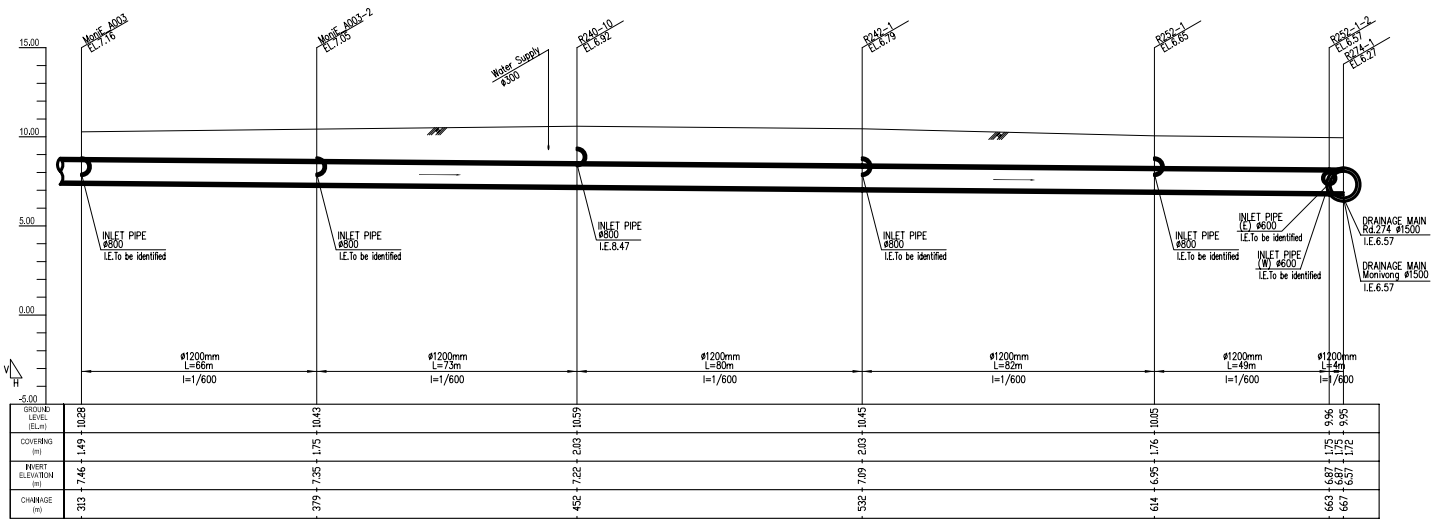 MoniE_A003
EL.7.16
MoniE_A003-2
EL.7.05
R240-10
EL.6.92
R242-1
EL.6.79
R252-1
EL.6.65
R252-1-2
EL.6.57
R274-1
EL.6.27
Water Supply
ø300
15.00
10.00
5.00
0.00
-5.00
INLET PIPE
ø800
I.E.To be identified
INLET PIPE
ø800
I.E.To be identified
INLET PIPE
ø800
I.E.8.47
INLET PIPE
ø800
I.E.To be identified
INLET PIPE
ø800
I.E.To be identified
INLET PIPE
(E) ø600
I.E.To be identified
INLET PIPE
(W) ø600
I.E.To be identified
DRAINAGE MAIN
Rd.274 ø1500
I.E.6.57
DRAINAGE MAIN
Monivong ø1500
I.E.6.57
V
H
ø1200mm
L=66m
I=1/600
ø1200mm
L=73m
I=1/600
ø1200mm
L=80m
I=1/600
ø1200mm
L=82m
I=1/600
ø1200mm
L=49m
I=1/600
ø1200mm
L=4m
I=1/600
GROUND
LEVEL
(EL.m)
10.28
10.43
10.59
10.45
10.05
9.96
9.95
COVERING
(m)
1.49
1.75
2.03
2.03
1.76
1.75
1.75
1.72
INVERT
ELEVATION
(m)
7.46
7.35
7.22
7.09
6.95
6.87
6.87
6.57
CHAINAGE
(m)
313
379
452
532
614
663
667